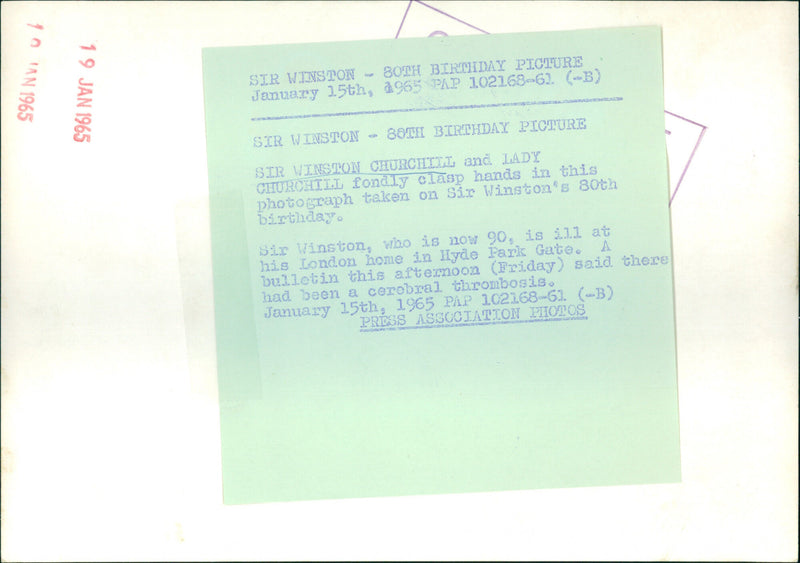 19 JAN 1965
19 JAN 1965
SIR WINSTON - 80TH BIRTHDAY PICTURE
January 15th, 1965 PAP 102168-61 (-B)
SIR WINSTON - 80TH BIRTHDAY PICTURE
SIR WINSTON CHURCHILL and LADY
CHURCHILL fondly clasp hands in this
photograph taken on Sir Winston's 80th
birthday.
Sir Winston, who is now 90, is ill at
his London home in Hyde Park Gate. A
bulletin this afternoon (Friday) said there
had been a cerebral thrombosis.
January 15th, 1965 PAP 102168-61 (-B)
PRESS ASSOCIATION PHOTOS